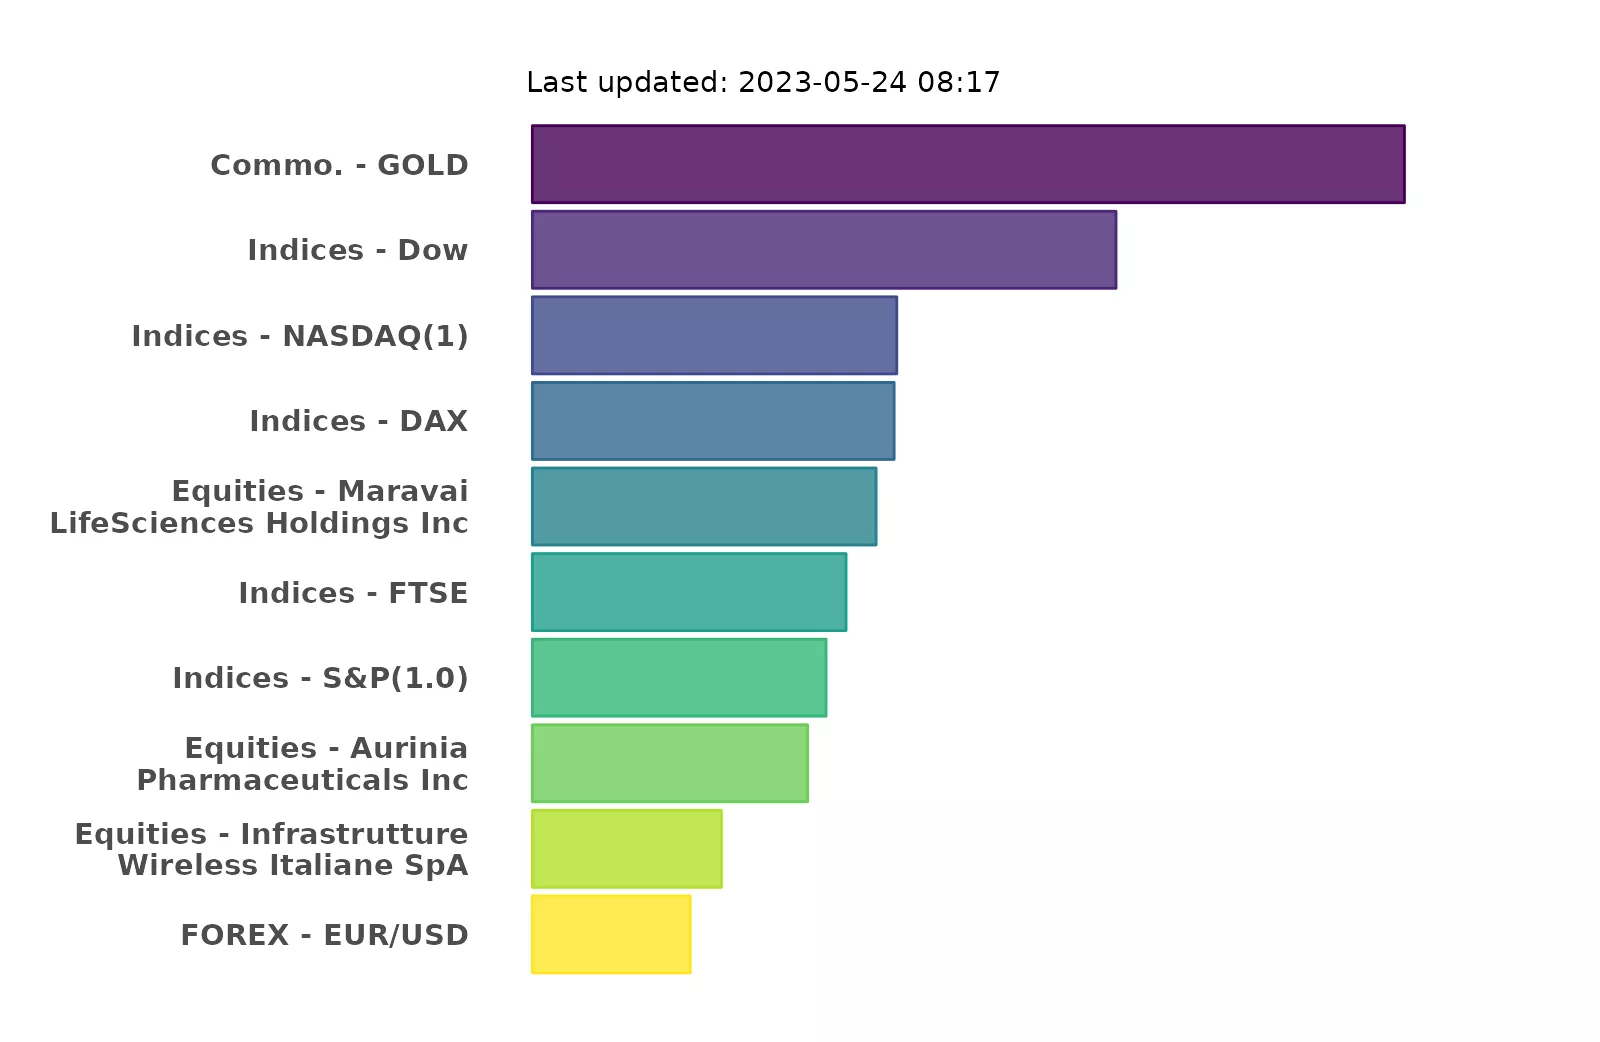 Last updated: 2023-05-24 08:17
Commo. - GOLD
Indices - Dow
Indices - NASDAQ(1)
Indices - DAX
Equities - Maravai
LifeSciences Holdings Inc
Indices - FTSE
Indices - S&P(1.0)
Equities - Aurinia
Pharmaceuticals Inc
Equities - Infrastrutture
Wireless Italiane SpA
FOREX - EUR/USD